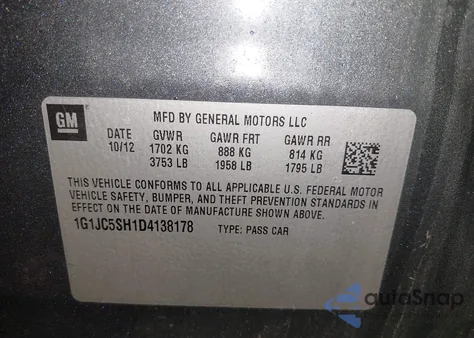 GM
MFD BY GENERAL MOTORS LLC
DATE GVWR GAWR FRT GAWR RR
10/12 1702 KG 888 KG 814 KG
3753 LB 1958 LB 1795 LB
THIS VEHICLE CONFORMS TO ALL APPLICABLE U.S. FEDERAL MOTOR
VEHICLE SAFETY, BUMPER, AND THEFT PREVENTION STANDARDS IN
EFFECT ON THE DATE OF MANUFACTURE SHOWN ABOVE.
1G1JC5SH1D4138178 TYPE: PASS CAR
autoSnap